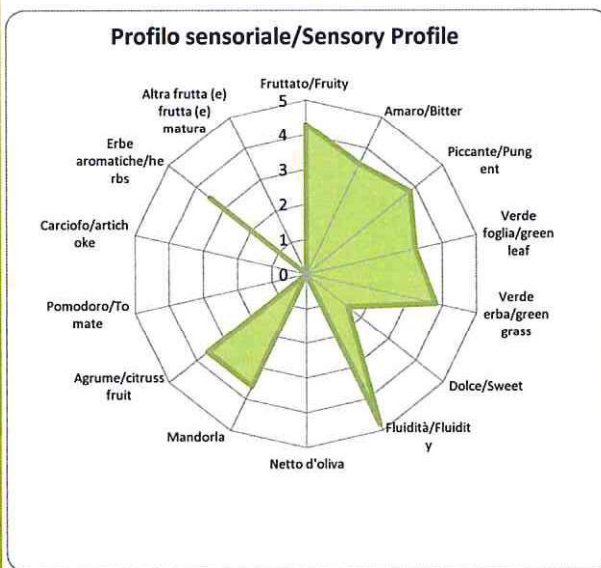 Profilo sensoriale/Sensory Profile
Fruttato/Fruity
Amaro/Bitter
Piccante/Pung
ent
Verde
foglia/green
leaf
Verde
erba/green
grass
Dolce/Sweet
Fluidità/Fluidit
y
Netto d'oliva
Mandorla
Agrume/citruss
fruit
Pomodoro/To
mate
Carciofo/artich
oke
Erbe
aromatiche/he
rbs
Altra frutta (e)
frutta (e)
matura
5
4
3
2
1
0